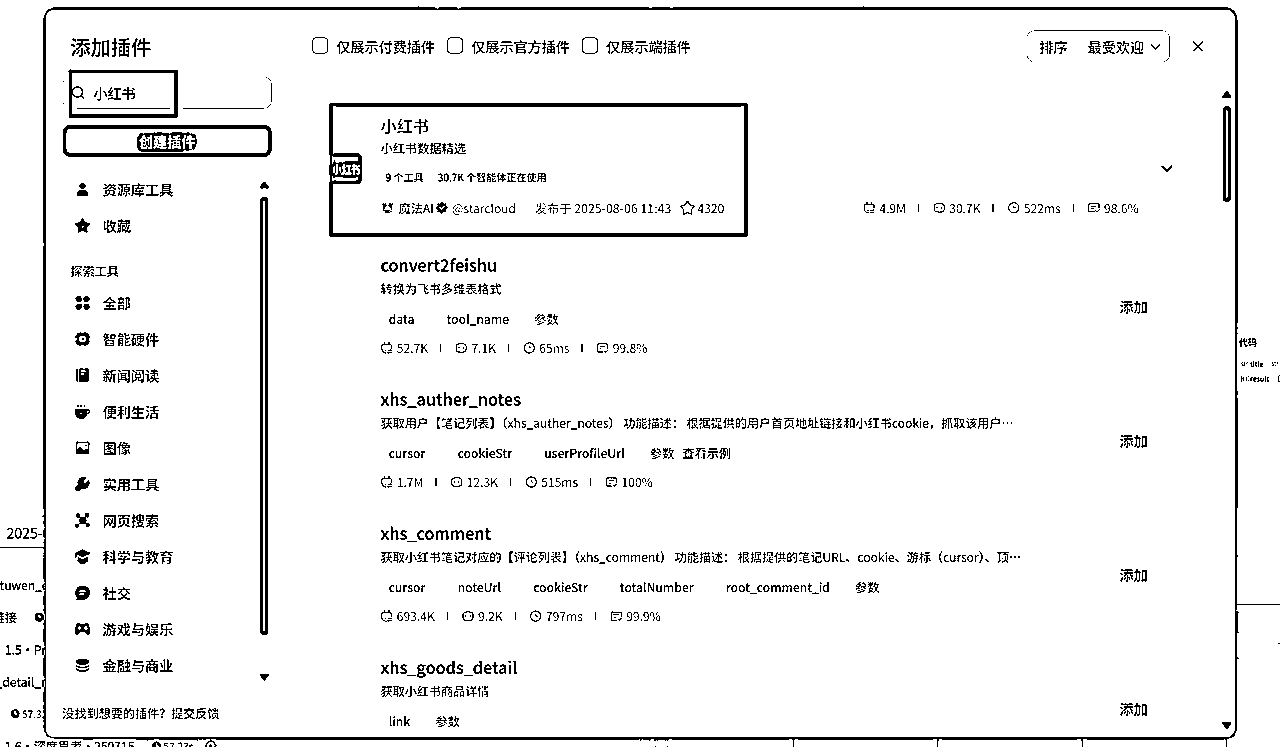 添加插件
仅展示付费插件 仅展示官方插件 仅展示端插件
排序 最受欢迎
小红书
创建插件
资源库工具
收藏
探索工具
全部
智能硬件
新闻阅读
便利生活
图像
实用工具
网页搜索
科学与教育
社交
游戏与娱乐
金融与商业
没找到想要的插件？提交反馈
小红书
小红书
小红书数据精选
9 个工具 30.7K 个智能体正在使用
魔法AI @starcloud 发布于 2025-08-06 11:43 4320
4.9M 30.7K 522ms 98.6%
convert2feishu
转换为飞书多维表格式
data tool_name 参数
52.7K 7.1K 65ms 99.8%
添加
xhs_auther_notes
获取用户【笔记列表】（xhs_auther_notes） 功能描述： 根据提供的用户首页地址链接和小红书cookie，抓取该用户…
cursor cookieStr userProfileUrl 参数 查看示例
1.7M 12.3K 515ms 100%
添加
xhs_comment
获取小红书笔记对应的【评论列表】（xhs_comment） 功能描述： 根据提供的笔记URL、cookie、游标（cursor）、顶…
cursor noteUrl cookieStr totalNumber root_comment_id 参数
693.4K 9.2K 797ms 99.9%
添加
xhs_goods_detail
获取小红书商品详情
link 参数
添加
2025-
tuwen_
链接
1.5 · Pr
_detail_
57.3
代码
title
result